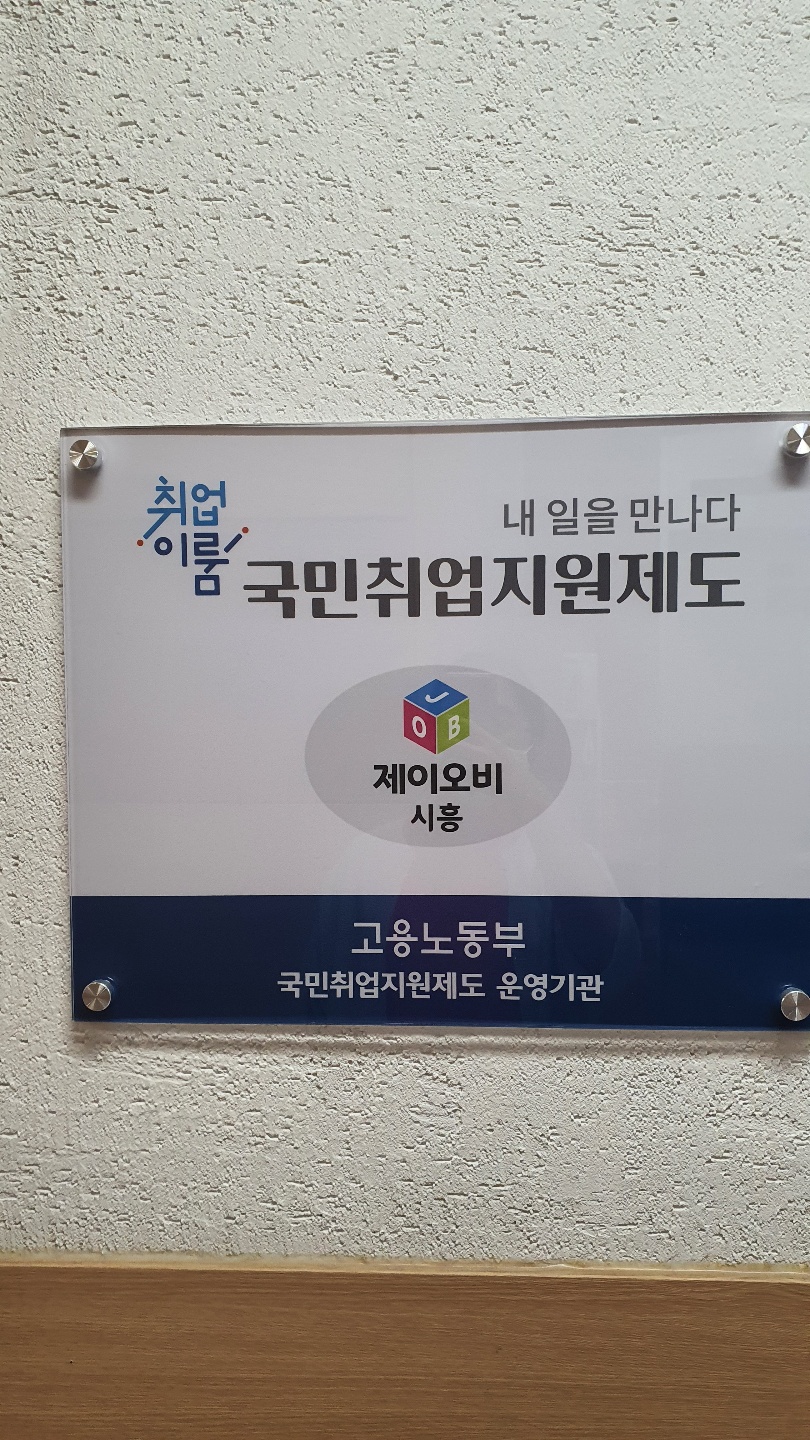 취업
이룸
내 일을 만나다
국민취업지원제도
J
O B
제이오비
시흥
고용노동부
국민취업지원제도 운영기관